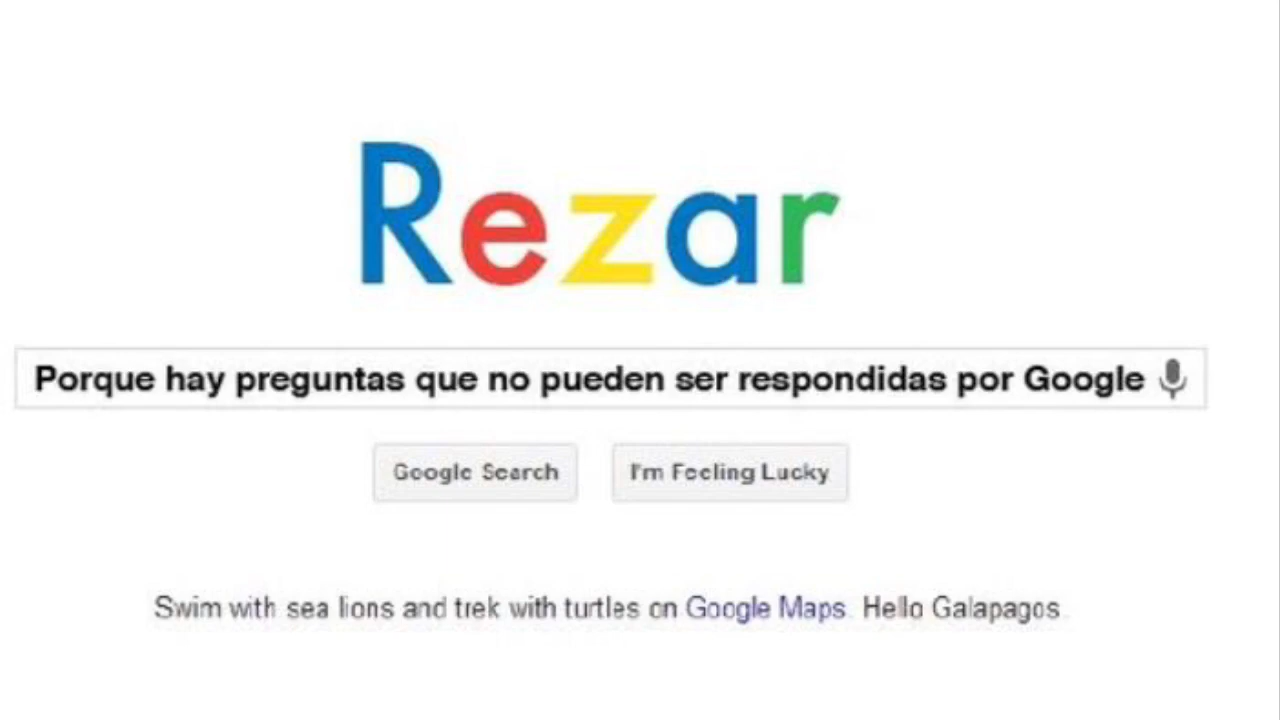 Rezar
Porque hay preguntas que no pueden ser respondidas por Google
Google Search
I'm Feeling Lucky
Swim with sea lions and trek with turtles on Google Maps. Hello Galapagos.